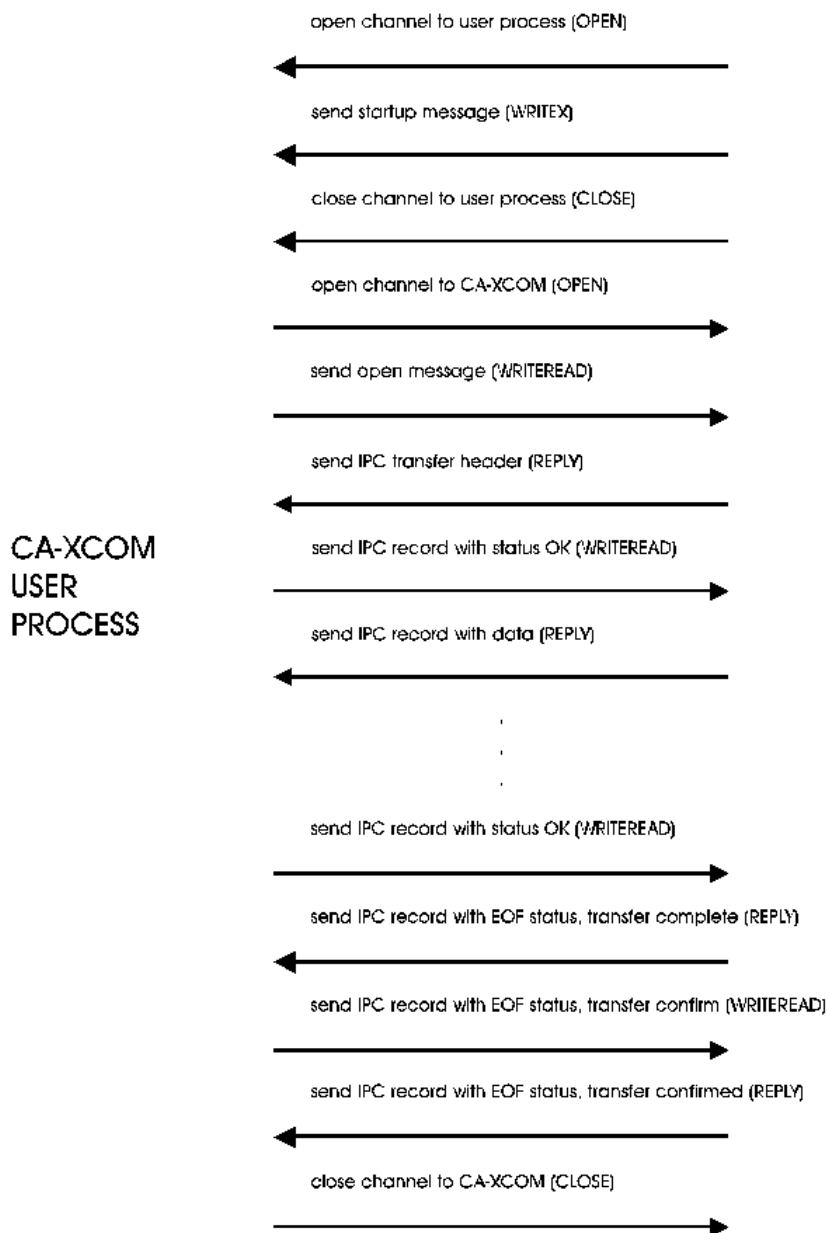 open channel to user process (OPEN)
send startup message (WRITEX)
close channel to user process (CLOSE)
open channel to CA-XCOM (OPEN)
send open message (WRITEREAD)
send IPC transfer header (REPLY)
CA-XCOM
USER
PROCESS
send IPC record with status OK (WRITEREAD)
send IPC record with data (REPLY)
send IPC record with status OK (WRITEREAD)
send IPC record with EOF status, transfer complete (REPLY)
send IPC record with EOF status, transfer confirm (WRITEREAD)
send IPC record with EOF status, transfer confirmed (REPLY)
close channel to CA-XCOM (CLOSE)